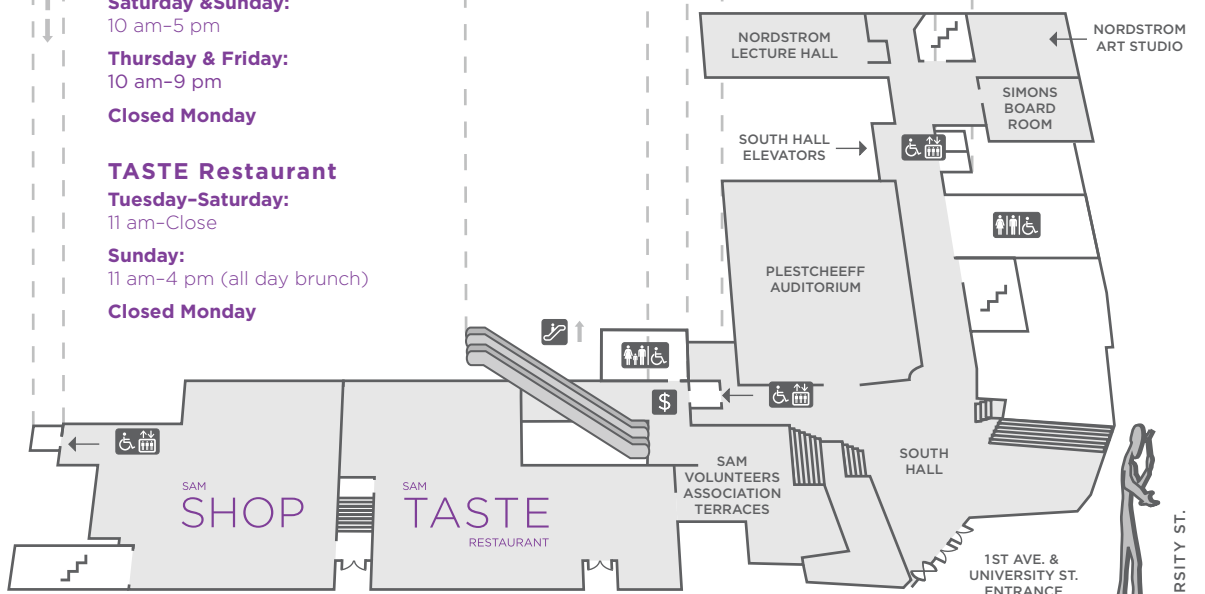 Saturday &Sunday:
10 am–5 pm
Thursday & Friday:
10 am–9 pm
Closed Monday
TASTE Restaurant
Tuesday–Saturday:
11 am–Close
Sunday:
11 am–4 pm (all day brunch)
Closed Monday
NORDSTROM
LECTURE HALL
NORDSTROM
ART STUDIO
SIMONS
BOARD
ROOM
SOUTH HALL
ELEVATORS
PLESTCHEEFF
AUDITORIUM
$
SOUTH
HALL
SAM
VOLUNTEERS
ASSOCIATION
TERRACES
SAM
SHOP
SAM
TASTE
RESTAURANT
1ST AVE. &
UNIVERSITY ST.
ENTRANCE
RSITY ST.